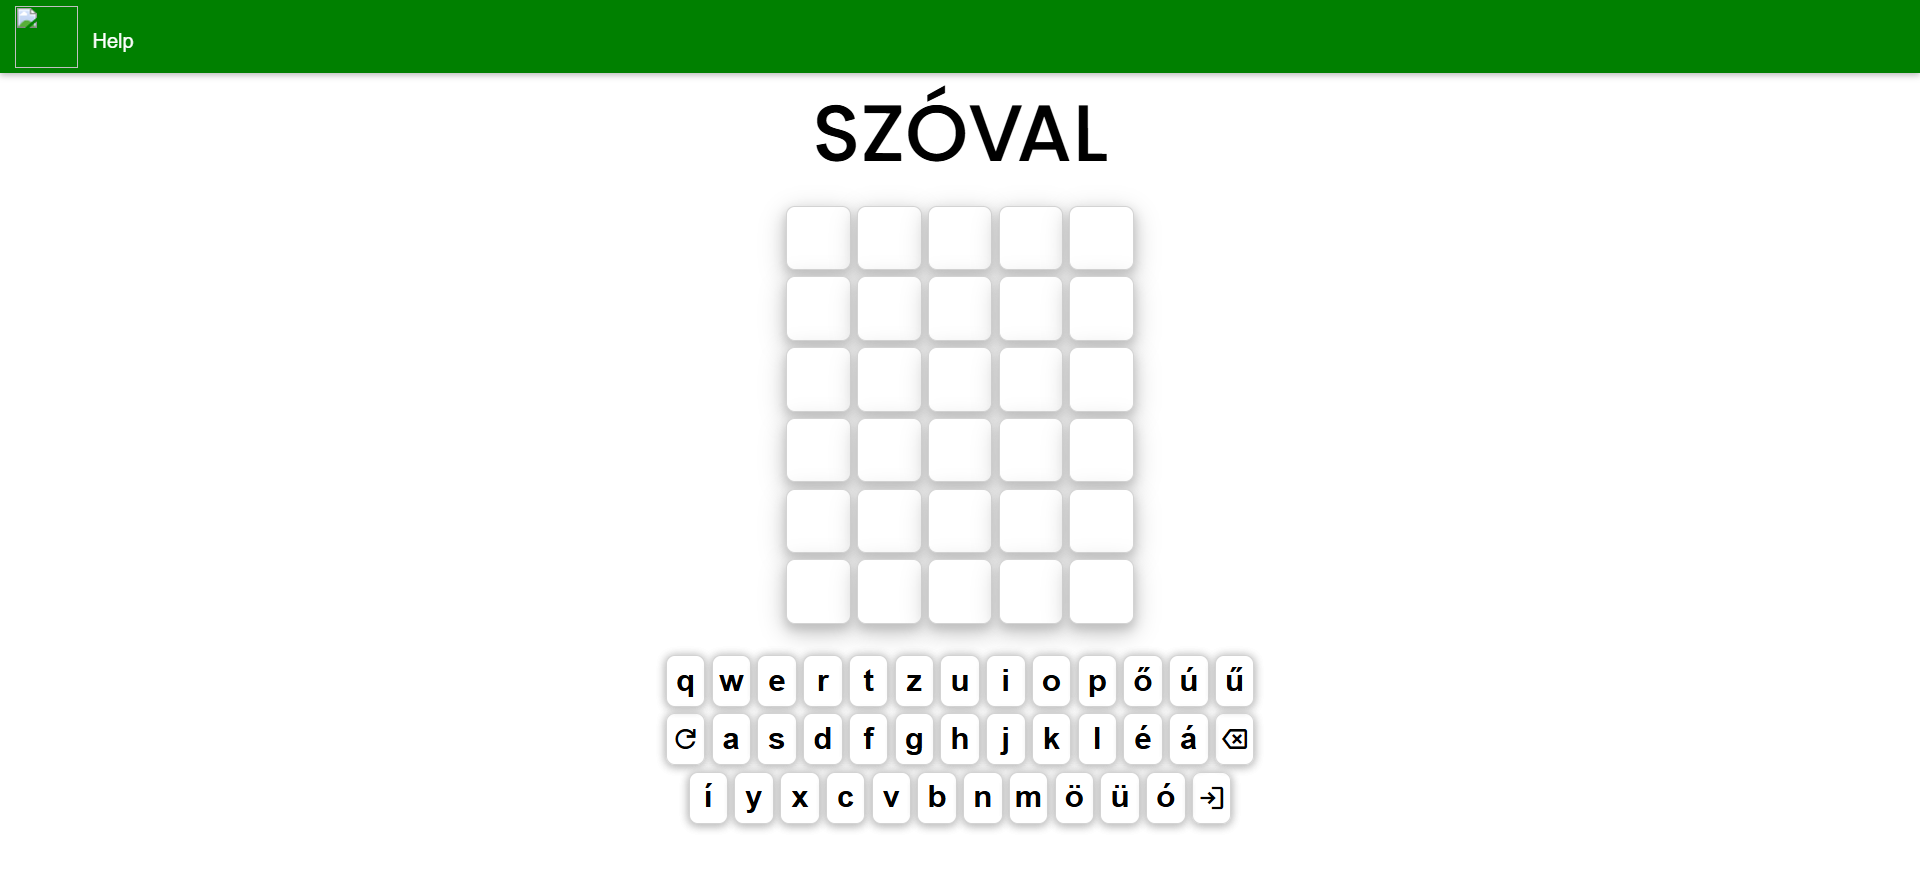 Help
SZÓVAL
q w e r t z u i o p ő ú ű
a s d f g h j k l é á
í y x c v b n m ö ü ó